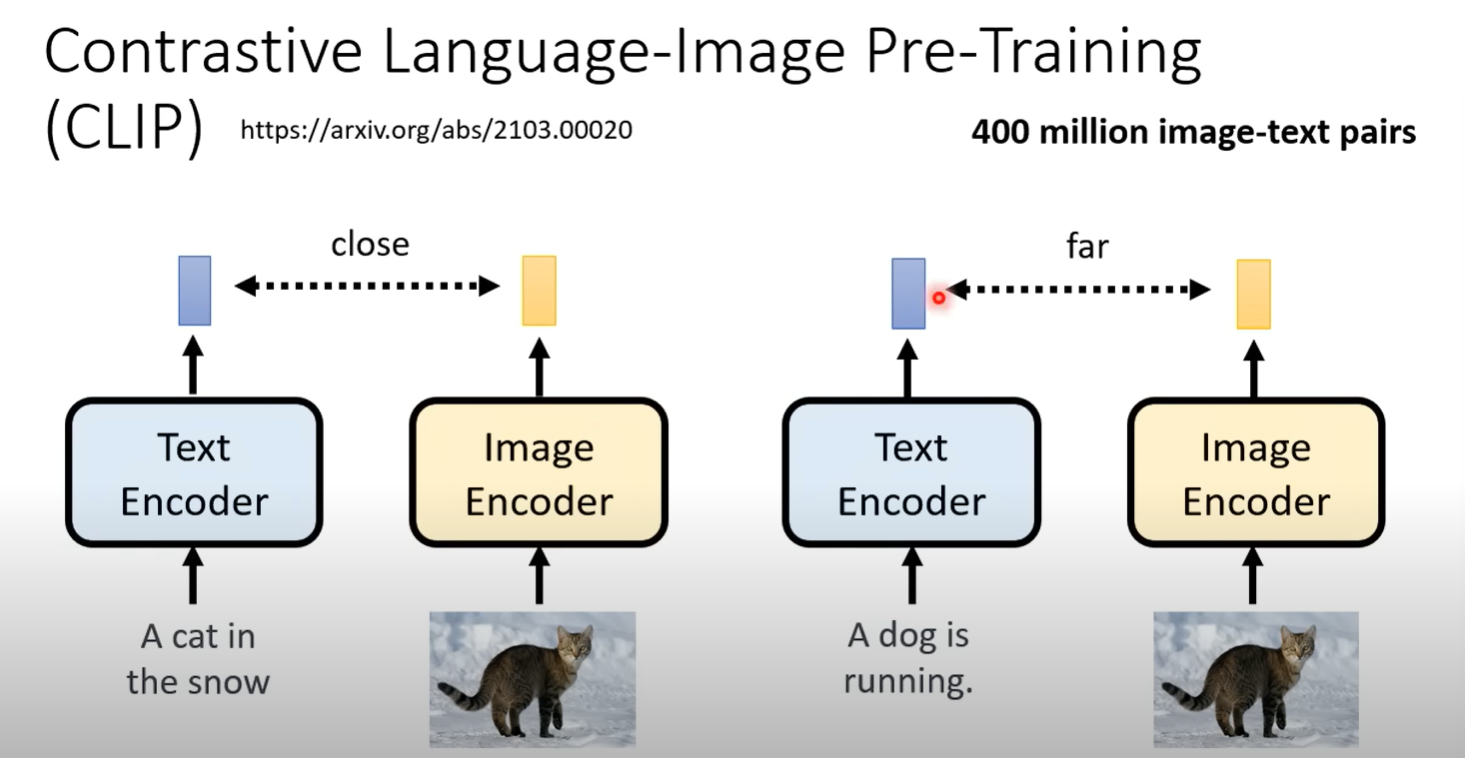 Contrastive Language-Image Pre-Training
(CLIP) https://arxiv.org/abs/2103.00020 400 million image-text pairs
close
far
Text
Encoder
Image
Encoder
Text
Encoder
Image
Encoder
A cat in
the snow
A dog is
running.